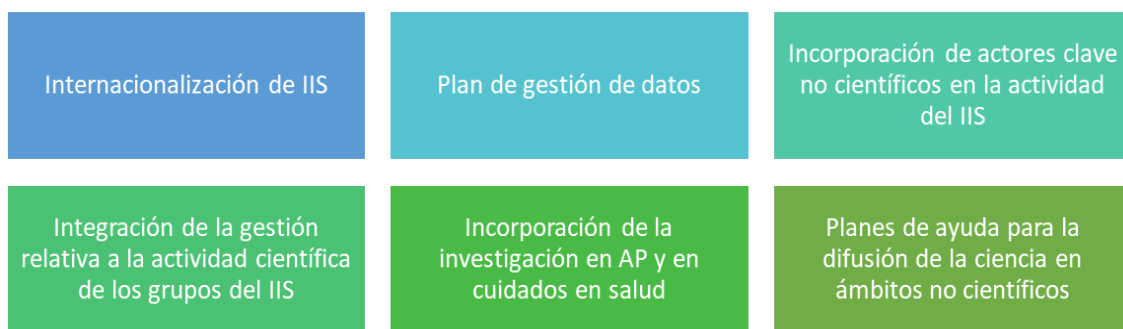 Internacionalización de IIS
Plan de gestión de datos
Incorporación de actores clave
no científicos en la actividad
del IIS
Integración de la gestión
relativa a la actividad científica
de los grupos del IIS
Incorporación de la
investigación en AP y en
cuidados en salud
Planes de ayuda para la
difusión de la ciencia en
ámbitos no científicos